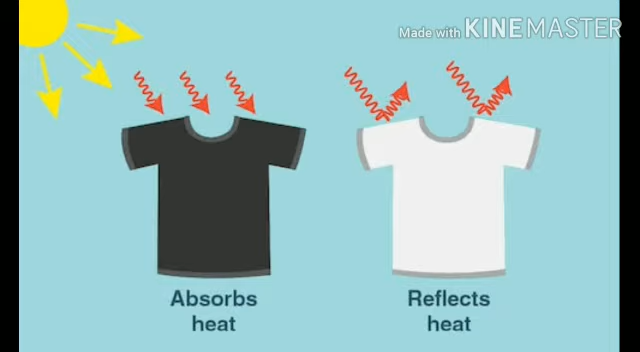 Made with KINEMASTER
Absorbs
heat
Reflects
heat